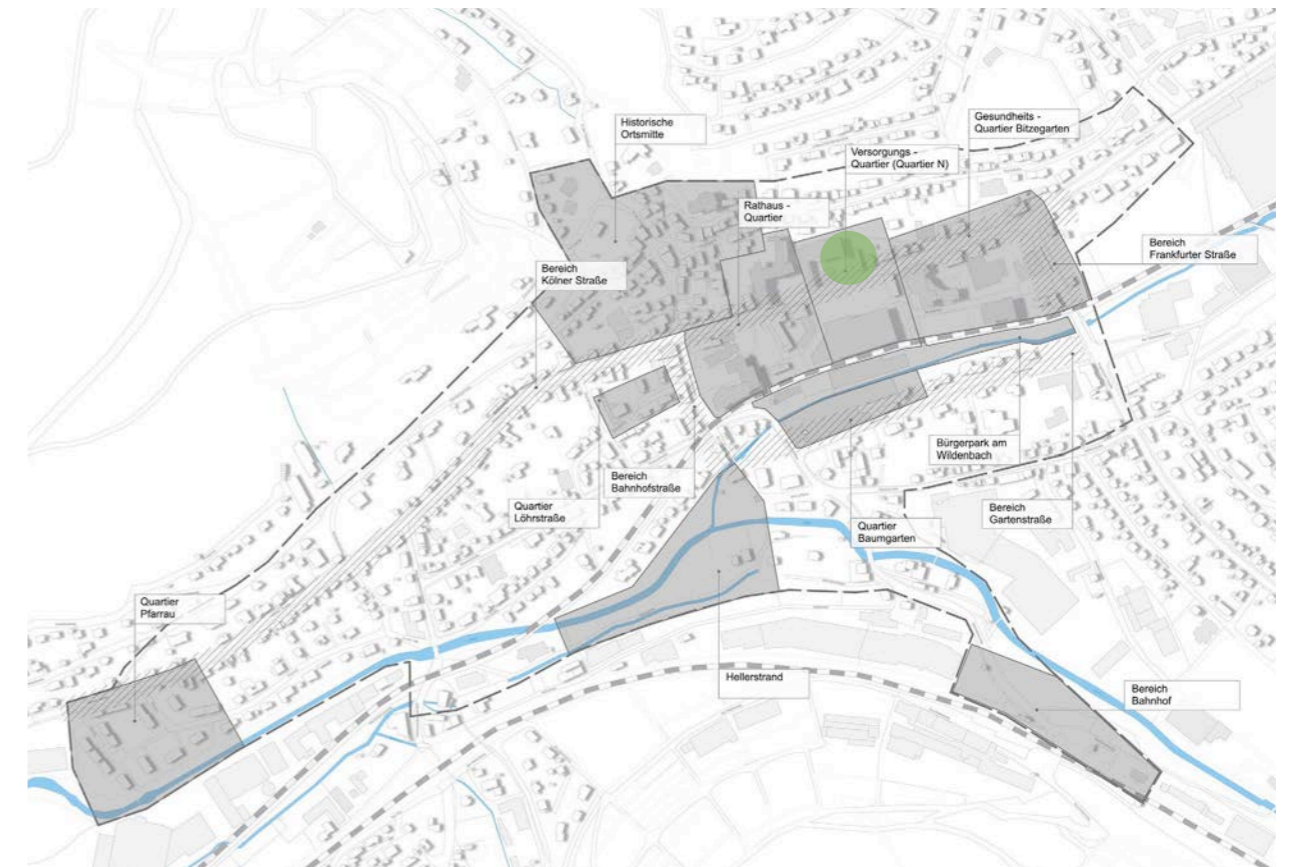 Historische
Ortsmitte
Gesundheits -
Quartier Bitzegarten
Versorgungs -
Quartier (Quartier N)
Rathaus -
Quartier
Bereich
Frankfurter Straße
Bereich
Kölner Straße
Bürgerpark am
Wildenbach
Bereich
Bahnhofstraße
Quartier
Löhrstraße
Bereich
Gartenstraße
Quartier
Baumgarten
Quartier
Pfarrau
Hellerstrand
Bereich
Bahnhof